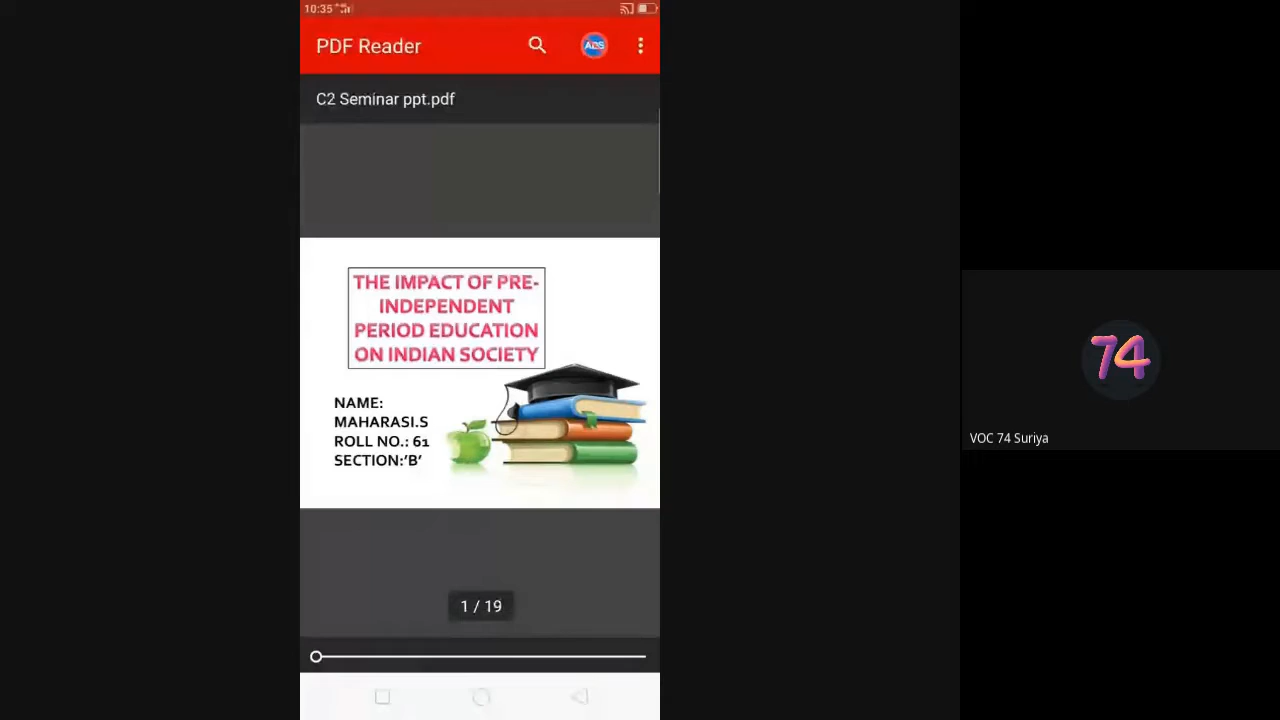 10:35
PDF Reader
ADS
C2 Seminar ppt.pdf
THE IMPACT OF PRE-
INDEPENDENT
PERIOD EDUCATION
ON INDIAN SOCIETY
NAME:
MAHARASI.S
ROLL NO.: 61
SECTION:'B'
1 / 19
74
VOC 74 Suriya